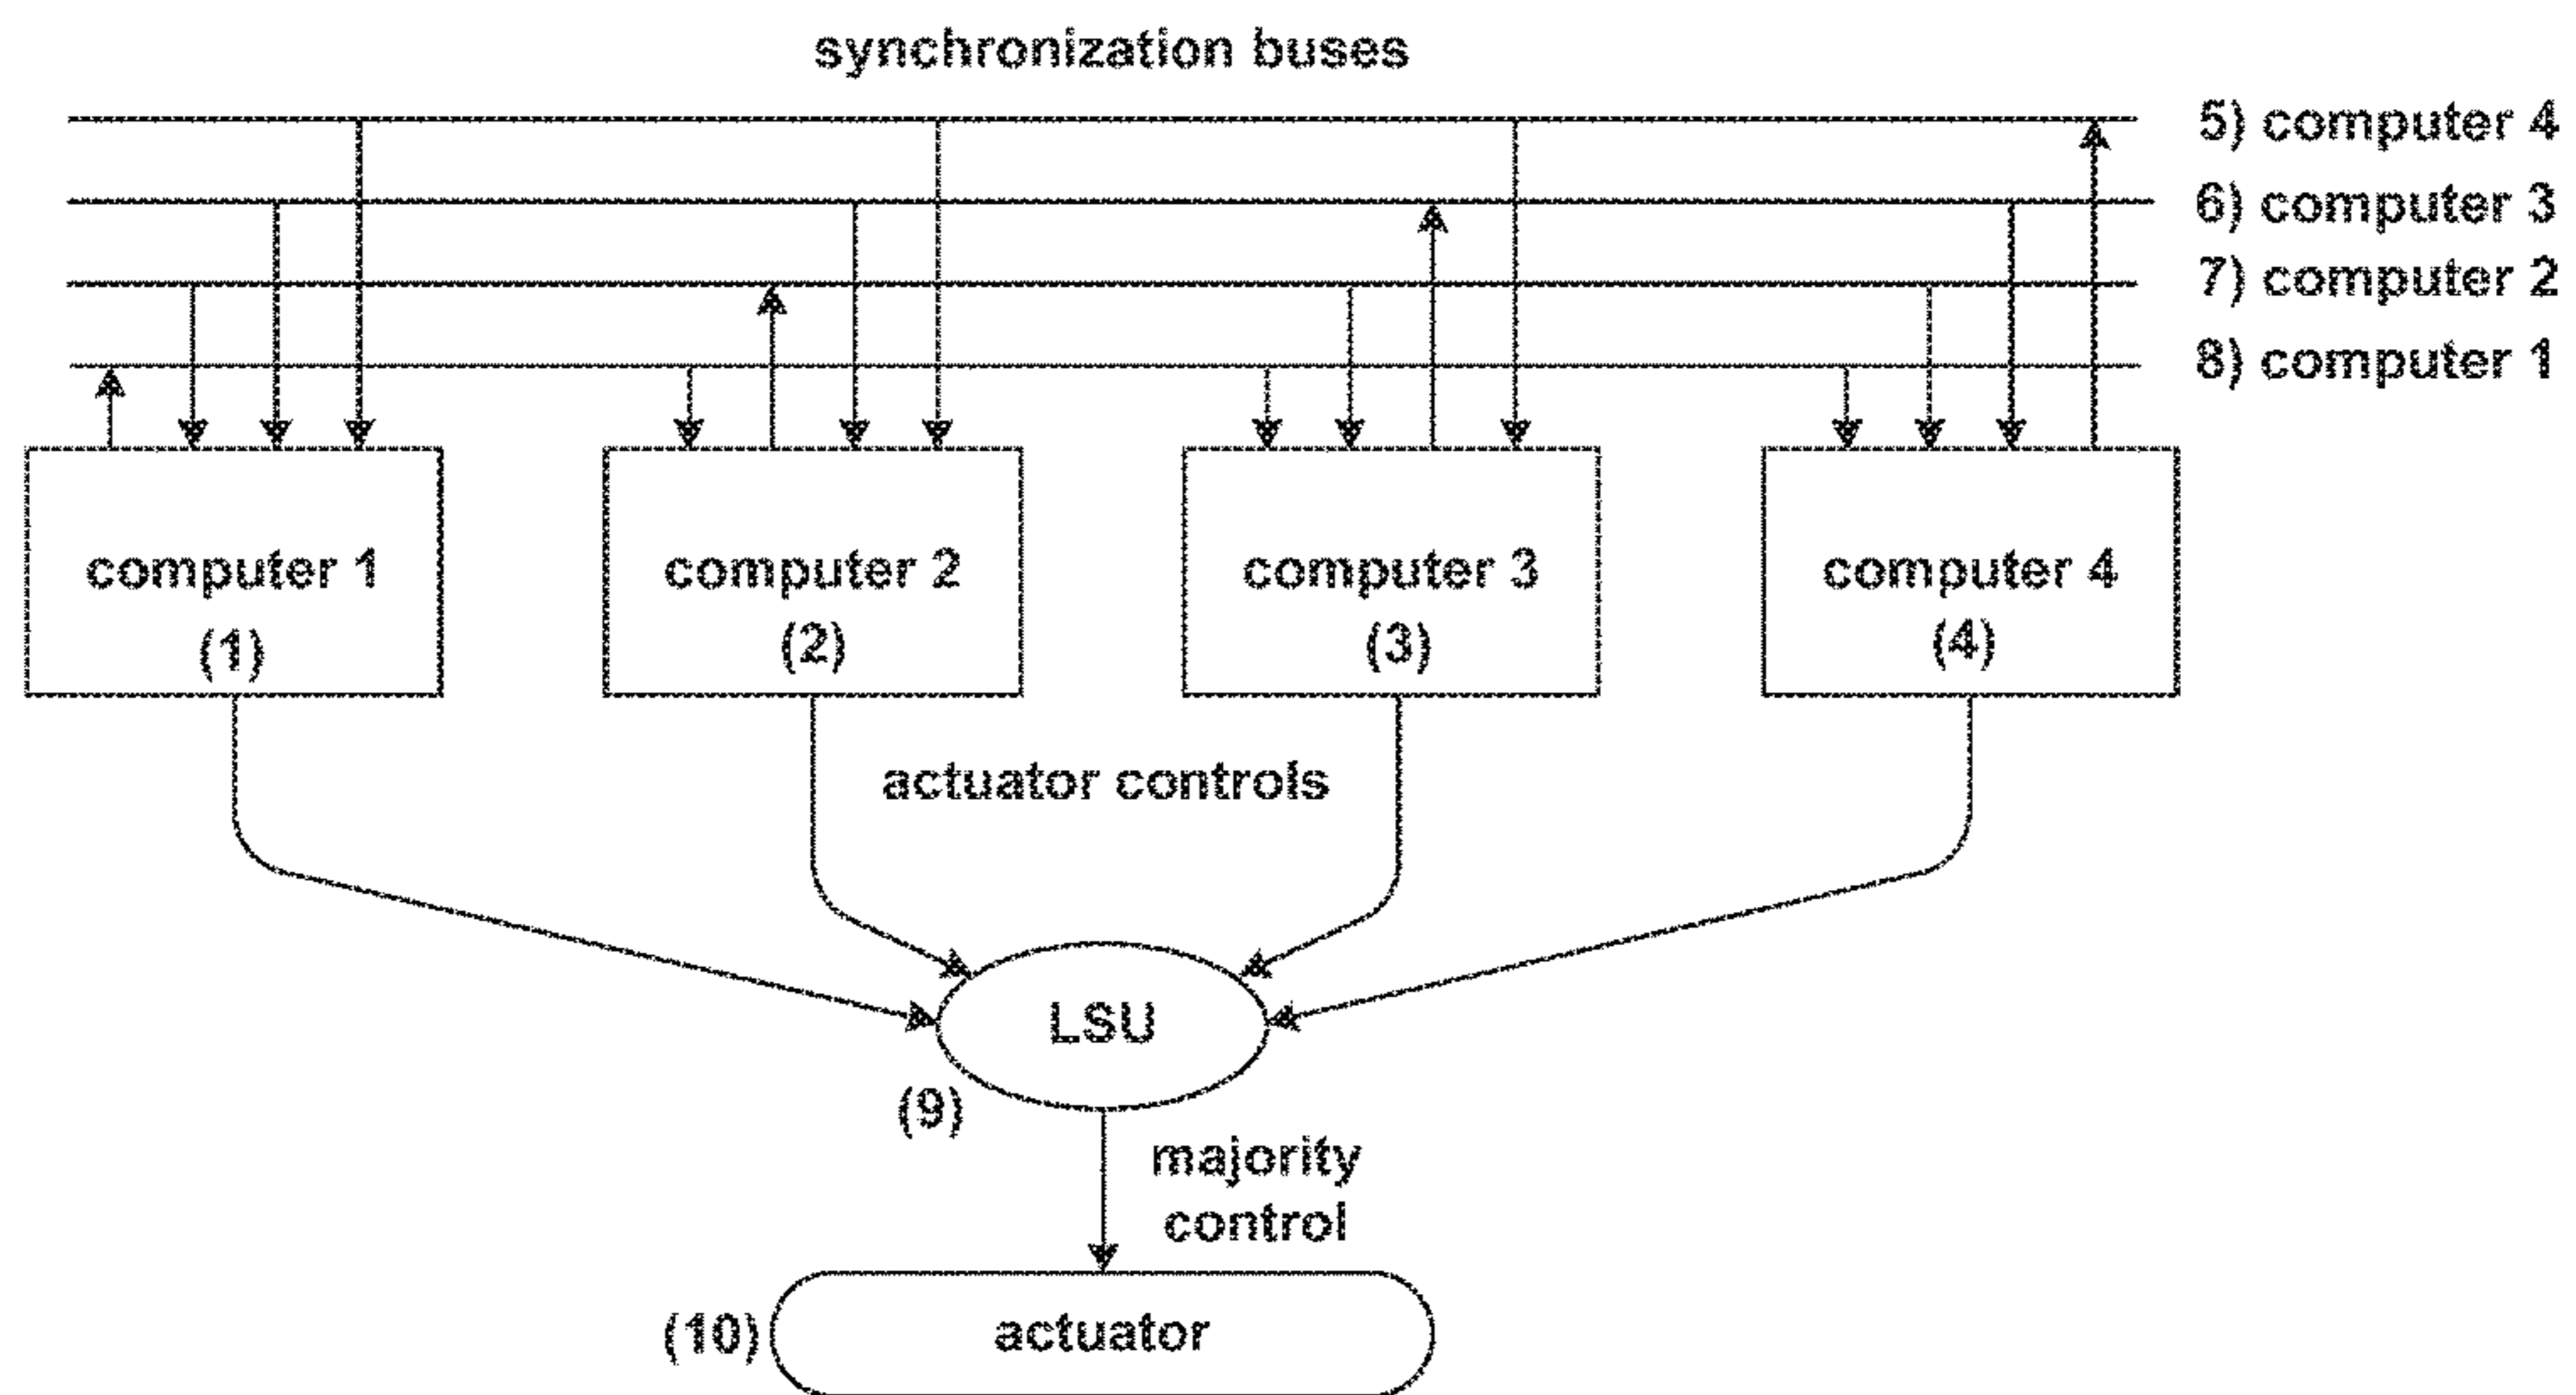 synchronization buses
5) computer 4
6) computer 3
7) computer 2
8) computer 1
computer 1
(1)
computer 2
(2)
computer 3
(3)
computer 4
(4)
actuator controls
LSU
(9)
majority
control
(10)
actuator